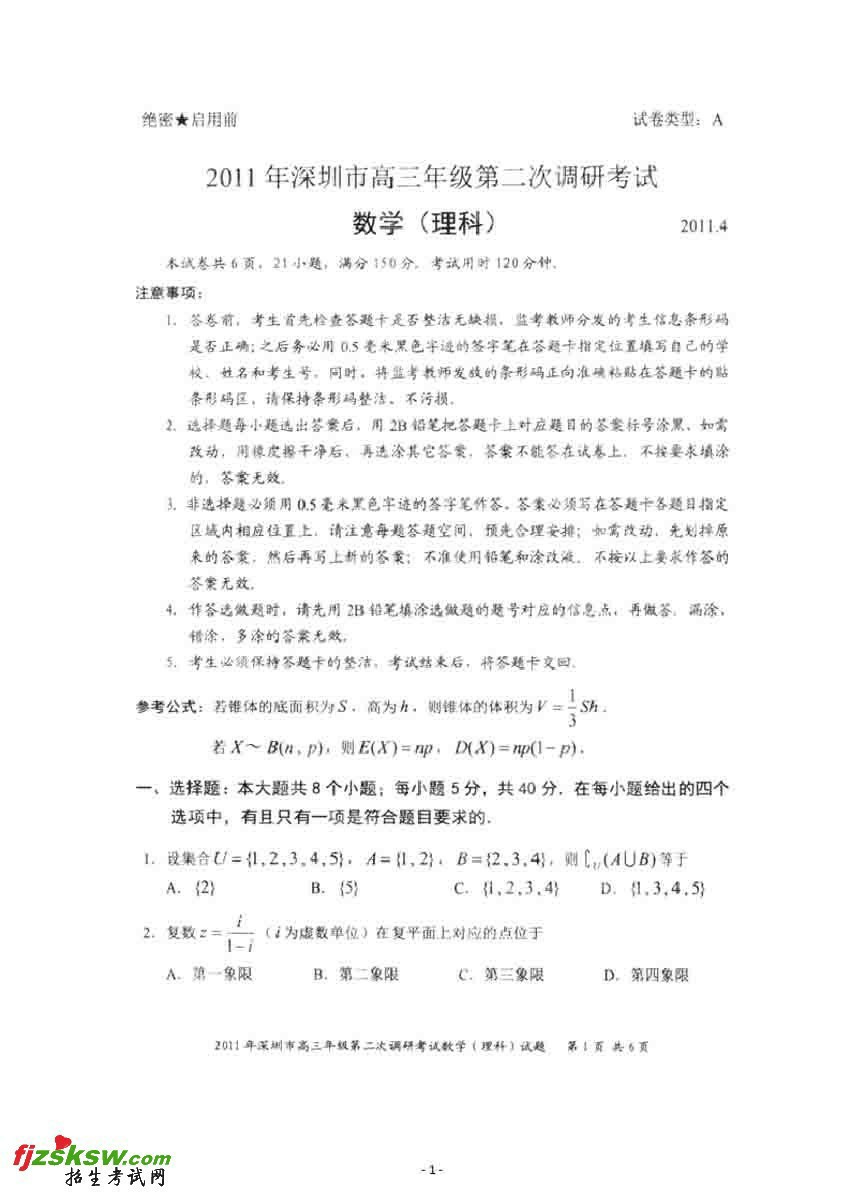 绝密★启用前 试卷类型：A
2011 年深圳市高三年级第二次调研考试
数学（理科） 2011.4
本试卷共 6 页，21 小题，满分 150 分．考试用时 120 分钟．
注意事项：
1．答卷前，考生首先检查答题卡是否整洁无缺损，监考教师分发的考生信息条形码
是否正确；之后务必用 0.5 毫米黑色字迹的签字笔在答题卡指定位置填写自己的学
校、姓名和考生号，同时，将监考教师发放的条形码正向准确粘贴在答题卡的贴
条形码区，请保持条形码整洁、不污损．
2．选择题每小题选出答案后，用 2B 铅笔把答题卡上对应题目的答案标号涂黑，如需
改动，用橡皮擦干净后，再选涂其它答案，答案不能答在试卷上．不按要求填涂
的，答案无效．
3．非选择题必须用 0.5 毫米黑色字迹的签字笔作答，答案必须写在答题卡各题目指定
区域内相应位置上，请注意每题答题空间，预先合理安排；如需改动，先划掉原
来的答案，然后再写上新的答案；不准使用铅笔和涂改液．不按以上要求作答的
答案无效．
4．作答选做题时，请先用 2B 铅笔填涂选做题的题号对应的信息点，再做答．漏涂、
错涂、多涂的答案无效．
5．考生必须保持答题卡的整洁，考试结束后，将答题卡交回．
参考公式：若锥体的底面积为 S，高为 h，则锥体的体积为 V = 1/3 Sh．
若 X～B(n, p)，则 E(X) = np，D(X) = np(1－p)．
一、选择题：本大题共 8 个小题；每小题 5 分，共 40 分．在每小题给出的四个
选项中，有且只有一项是符合题目要求的．
1．设集合 U = {1, 2, 3, 4, 5}，A = {1, 2}，B = {2, 3, 4}，则 ∁U(A∪B) 等于
A．{2} B．{5} C．{1, 2, 3, 4} D．{1, 3, 4, 5}
2．复数 z = i/(1－i)（i 为虚数单位）在复平面上对应的点位于
A．第一象限 B．第二象限 C．第三象限 D．第四象限
2011 年深圳市高三年级第二次调研考试数学（理科）试题 第 1 页 共 6 页
fjzsksw.com
招生考试网
- 1 -